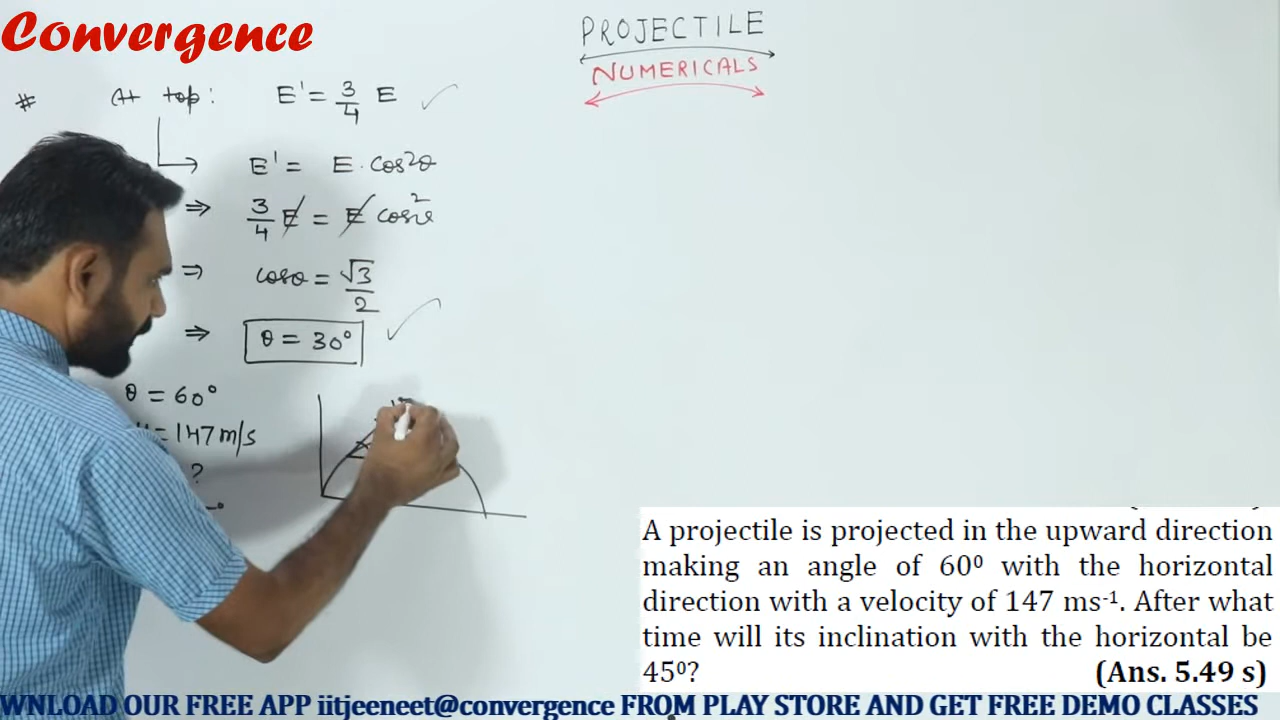 Convergence
PROJECTILE
NUMERICALS
# At top: E' = 3/4 E ✓
E' = E · cos²θ
⇒ 3/4 E = E cos²θ
⇒ cosθ = √3/2
⇒ θ = 30° ✓
θ = 60°
= 147 m/s
?
A projectile is projected in the upward direction
making an angle of 60⁰ with the horizontal
direction with a velocity of 147 ms⁻¹. After what
time will its inclination with the horizontal be
45⁰? (Ans. 5.49 s)
WNLOAD OUR FREE APP iitjeeneet@convergence FROM PLAY STORE AND GET FREE DEMO CLASSES